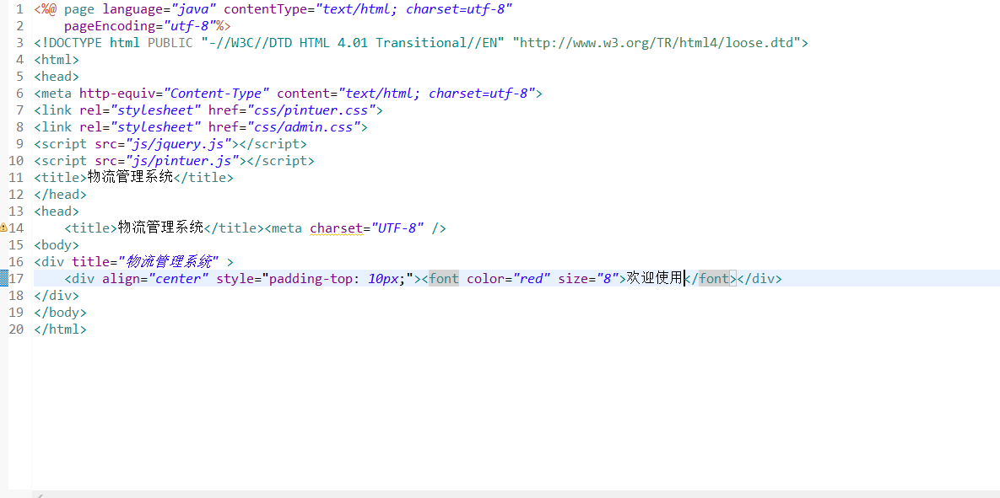 1 <%@ page language="java" contentType="text/html; charset=utf-8"
2     pageEncoding="utf-8"%>
3 <!DOCTYPE html PUBLIC "-//W3C//DTD HTML 4.01 Transitional//EN" "http://www.w3.org/TR/html4/loose.dtd">
4 <html>
5 <head>
6 <meta http-equiv="Content-Type" content="text/html; charset=utf-8">
7 <link rel="stylesheet" href="css/pintuer.css">
8 <link rel="stylesheet" href="css/admin.css">
9 <script src="js/jquery.js"></script>
10 <script src="js/pintuer.js"></script>
11 <title>物流管理系统</title>
12 </head>
13 <head>
14     <title>物流管理系统</title><meta charset="UTF-8" />
15 <body>
16 <div title="物流管理系统" >
17     <div align="center" style="padding-top: 10px;"><font color="red" size="8">欢迎使用</font></div>
18 </div>
19 </body>
20 </html>